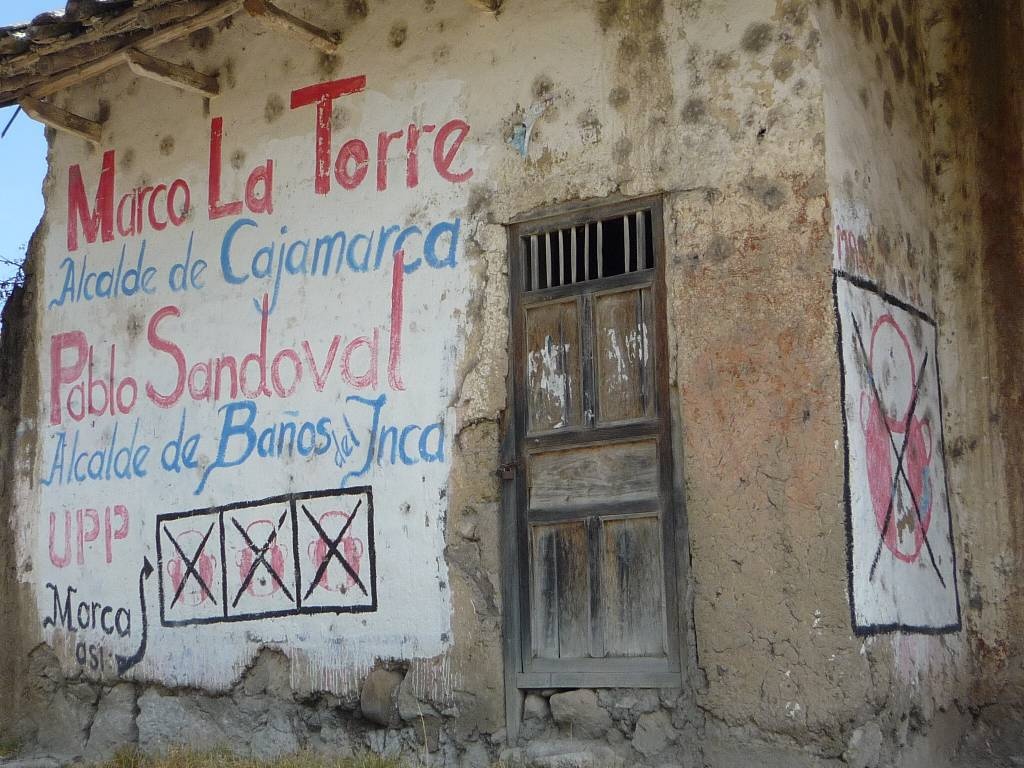 Marco La Torre
Alcalde de Cajamarca
Pablo Sandoval
Alcalde de Baños del Inca
UPP
Marca
así: